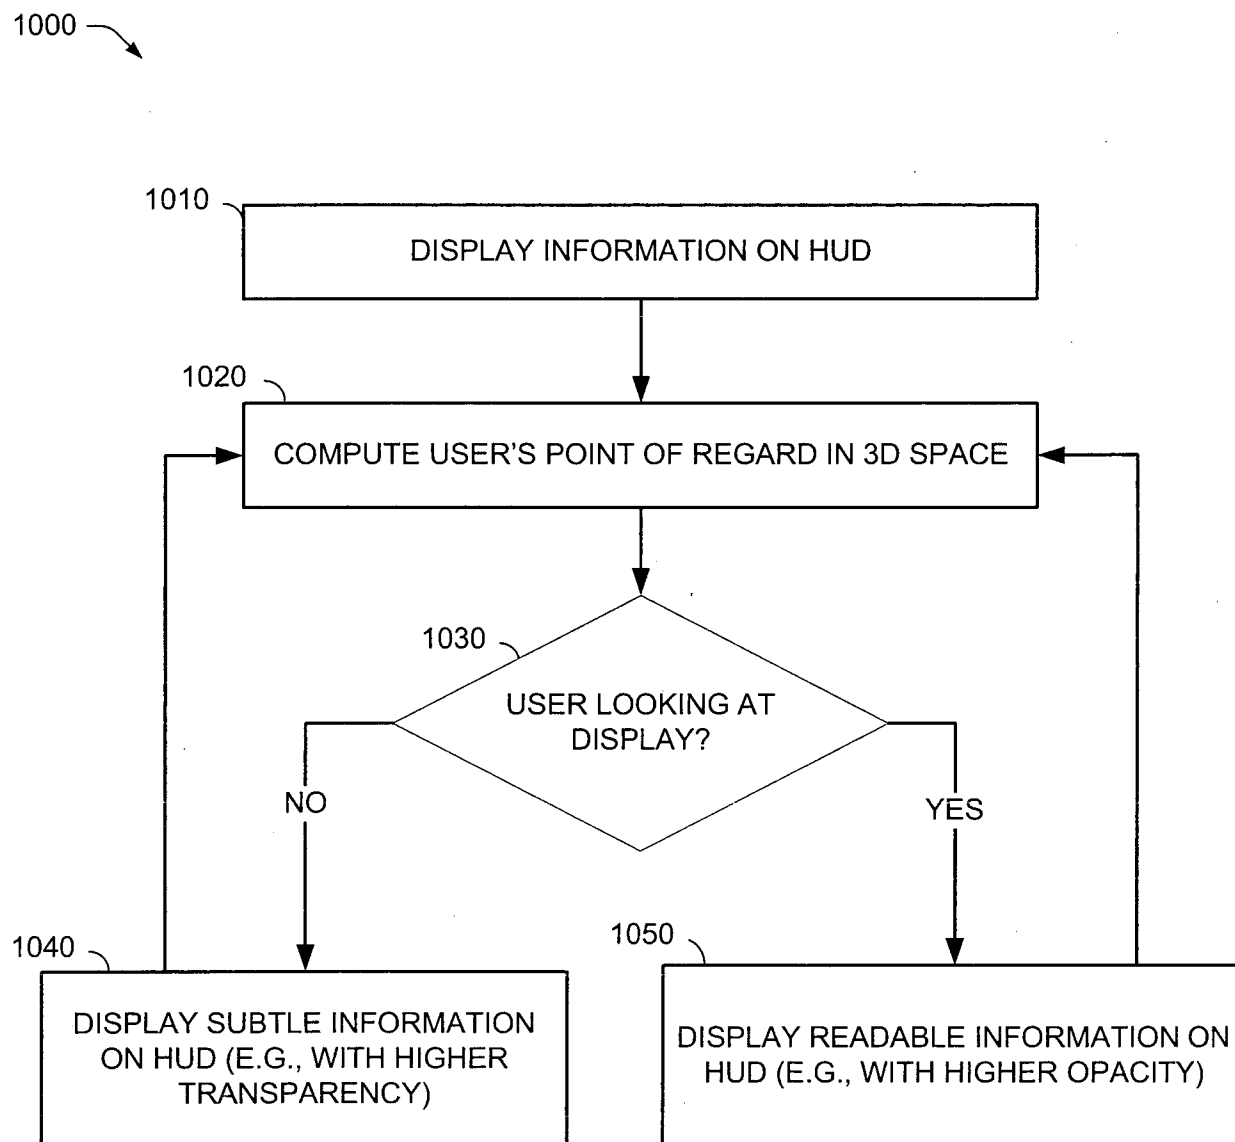 1000
1010
DISPLAY INFORMATION ON HUD
1020
COMPUTE USER'S POINT OF REGARD IN 3D SPACE
1030
USER LOOKING AT
DISPLAY?
NO
YES
1040
DISPLAY SUBTLE INFORMATION
ON HUD (E.G., WITH HIGHER
TRANSPARENCY)
1050
DISPLAY READABLE INFORMATION ON
HUD (E.G., WITH HIGHER OPACITY)